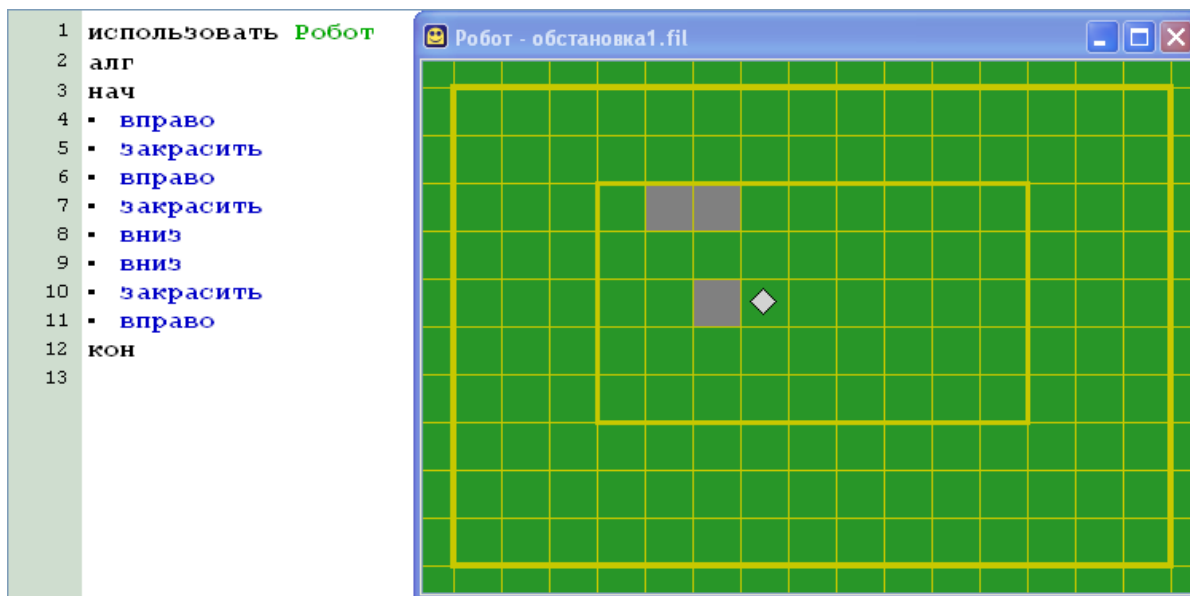 1 использовать Робот
2 алг
3 нач
4 ▪ вправо
5 ▪ закрасить
6 ▪ вправо
7 ▪ закрасить
8 ▪ вниз
9 ▪ вниз
10 ▪ закрасить
11 ▪ вправо
12 кон
13
Робот - обстановка1.fil